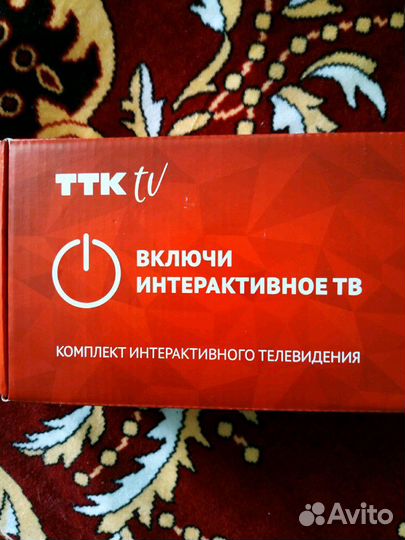 ТТК tv
ВКЛЮЧИ
ИНТЕРАКТИВНОЕ ТВ
КОМПЛЕКТ ИНТЕРАКТИВНОГО ТЕЛЕВИДЕНИЯ
Avito